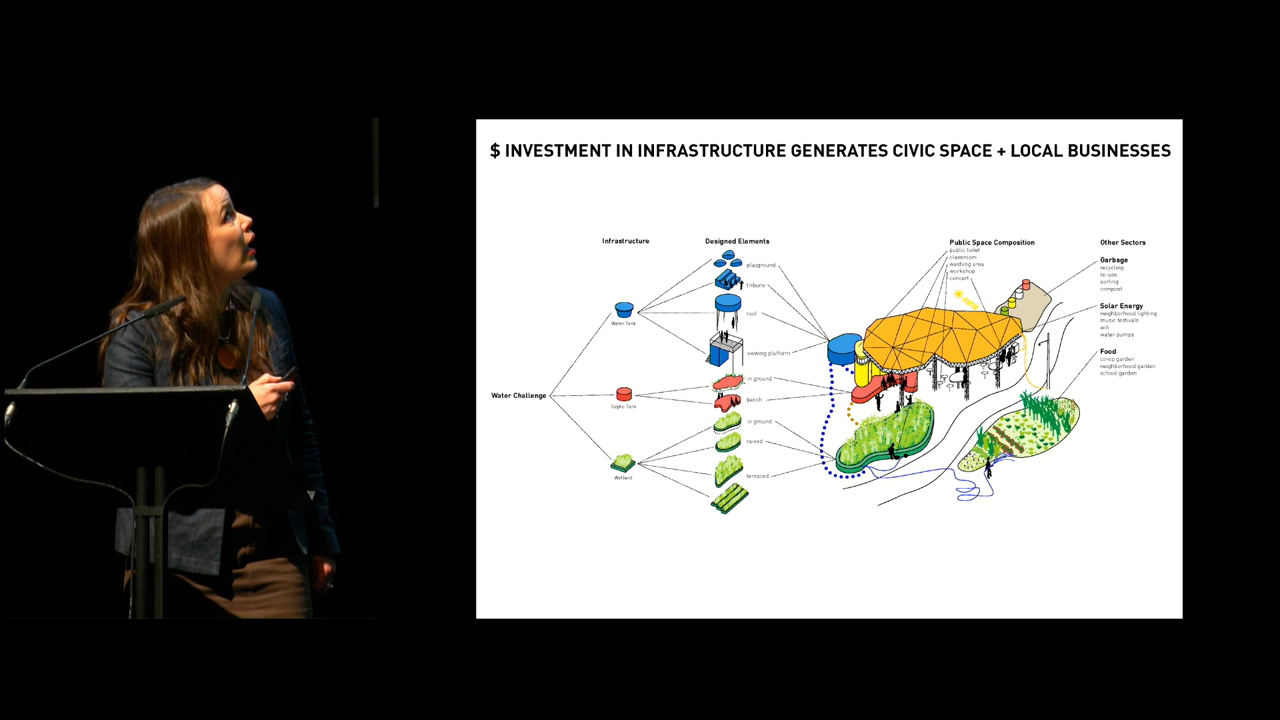 $ INVESTMENT IN INFRASTRUCTURE GENERATES CIVIC SPACE + LOCAL BUSINESSES
Infrastructure
Designed Elements
Public Space Composition
public toilet
classroom
washing area
workshop
concert
Other Sectors
Garbage
recycling
re-use
sorting
compost
Solar Energy
neighborhood lighting
music festivals
wifi
water pumps
Food
co-op garden
neighborhood garden
school garden
Water Challenge
Water Tank
Septic Tank
Wetland
playground
tribune
roof
viewing platform
in ground
bench
in ground
raised
terraced